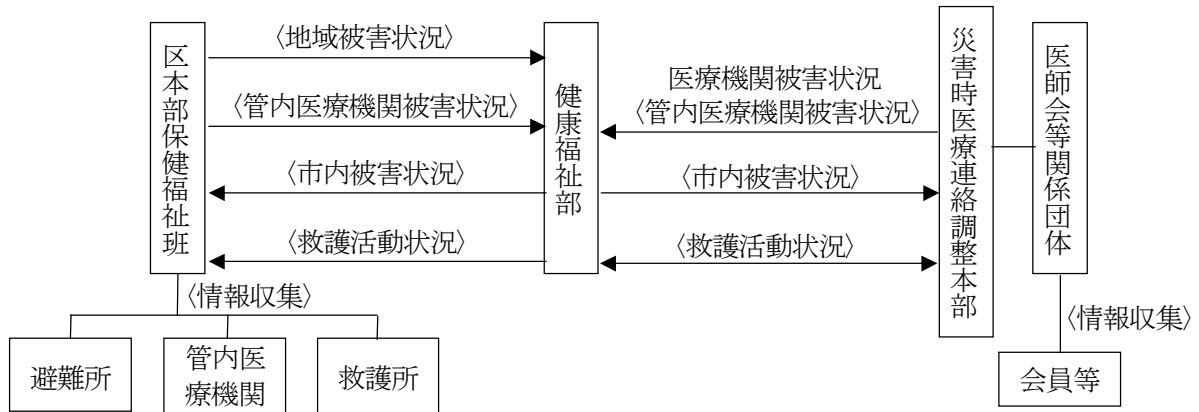 区本部保健福祉班
〈地域被害状況〉
〈管内医療機関被害状況〉
〈市内被害状況〉
〈救護活動状況〉
健康福祉部
医療機関被害状況
〈管内医療機関被害状況〉
〈市内被害状況〉
〈救護活動状況〉
災害時医療連絡調整本部
医師会等関係団体
〈情報収集〉
避難所
管内医
療機関
救護所
〈情報収集〉
会員等